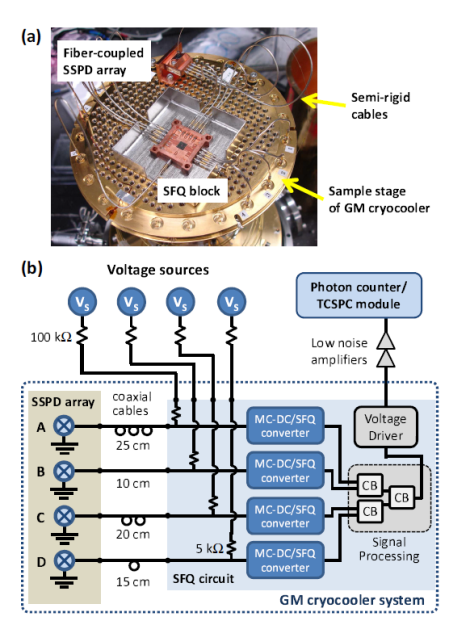 (a)
Fiber-coupled
SSPD array
Semi-rigid
cables
SFQ block
Sample stage
of GM cryocooler
(b)
Voltage sources
Vs Vs Vs Vs
Photon counter/
TCSPC module
100 kΩ
Low noise
amplifiers
SSPD array
coaxial
cables
Voltage
Driver
A
25 cm
MC-DC/SFQ
converter
B
10 cm
MC-DC/SFQ
converter
CB
CB
C
20 cm
MC-DC/SFQ
converter
CB
D
15 cm
5 kΩ
MC-DC/SFQ
converter
Signal
Processing
SFQ circuit
GM cryocooler system